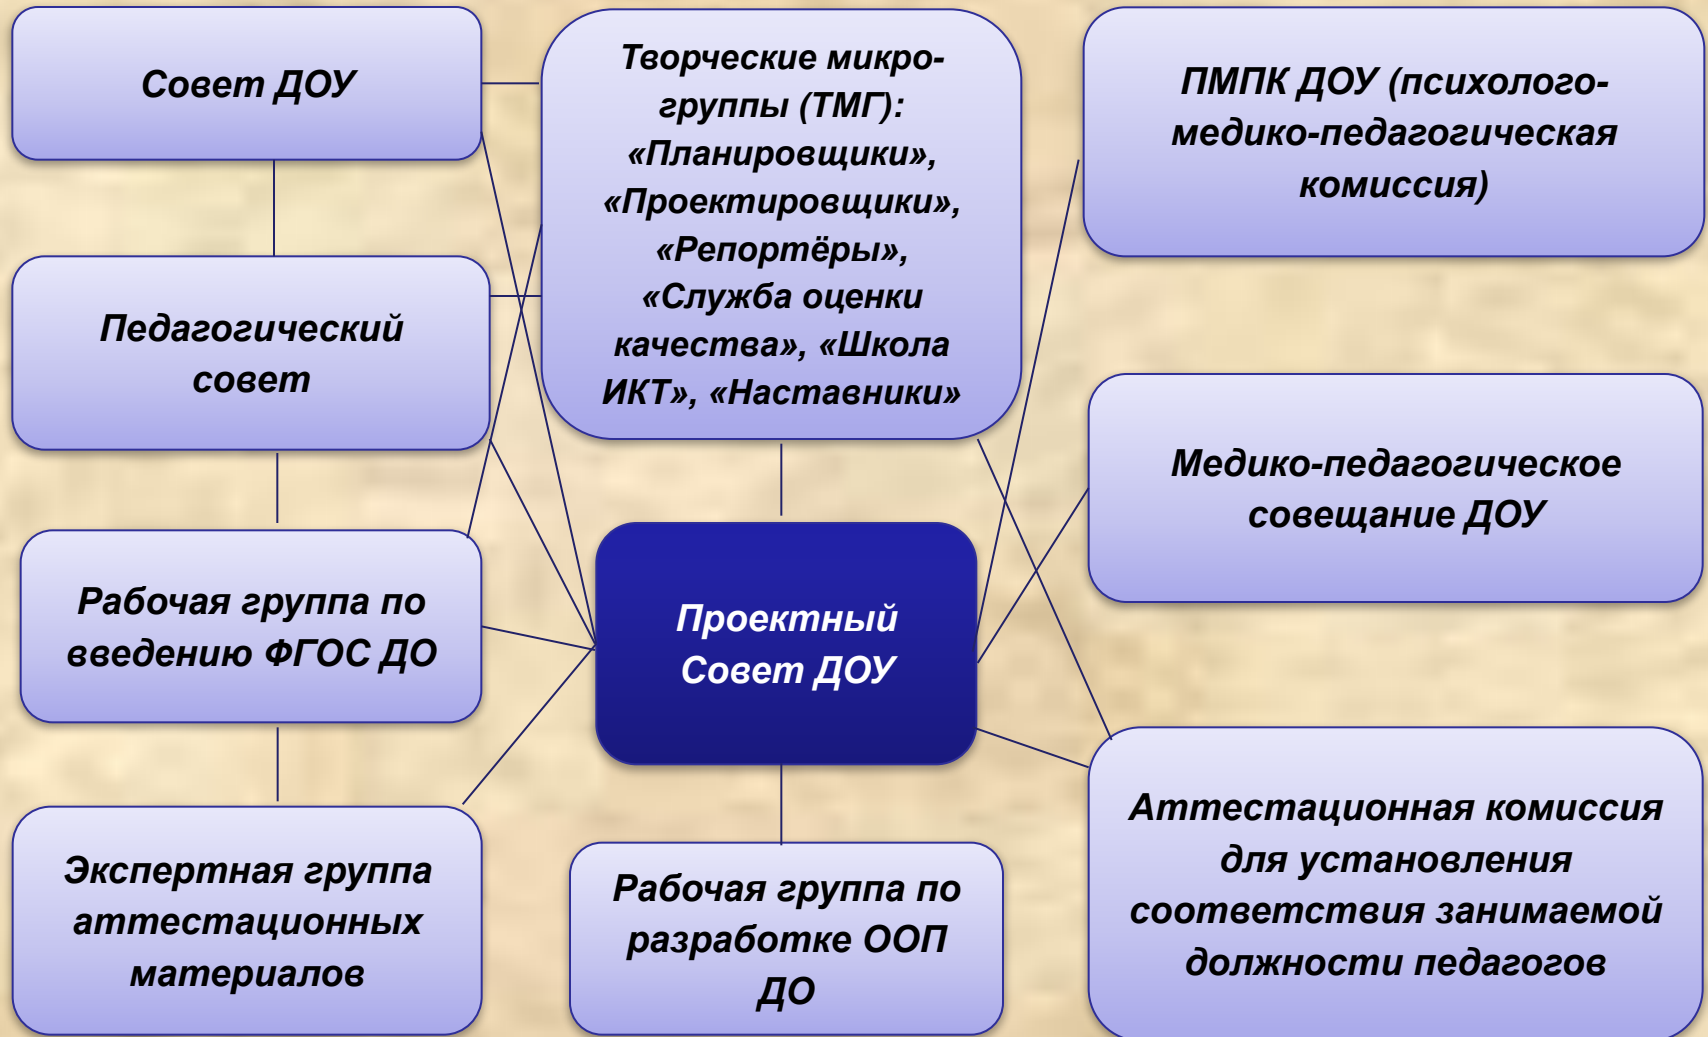 Совет ДОУ
Творческие микро-
группы (ТМГ):
«Планировщики»,
«Проектировщики»,
«Репортёры»,
«Служба оценки
качества», «Школа
ИКТ», «Наставники»
ПМПК ДОУ (психолого-
медико-педагогическая
комиссия)
Педагогический
совет
Медико-педагогическое
совещание ДОУ
Рабочая группа по
введению ФГОС ДО
Проектный
Совет ДОУ
Экспертная группа
аттестационных
материалов
Рабочая группа по
разработке ООП
ДО
Аттестационная комиссия
для установления
соответствия занимаемой
должности педагогов